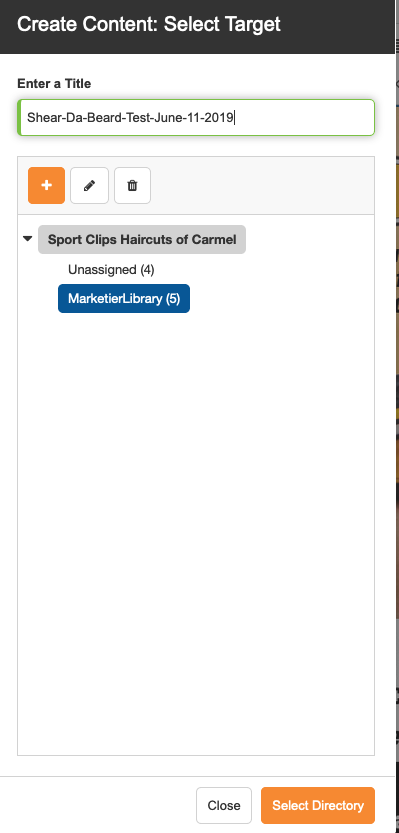 Create Content: Select Target
Enter a Title
Shear-Da-Beard-Test-June-11-2019
Sport Clips Haircuts of Carmel
Unassigned (4)
MarketierLibrary (5)
Close
Select Directory